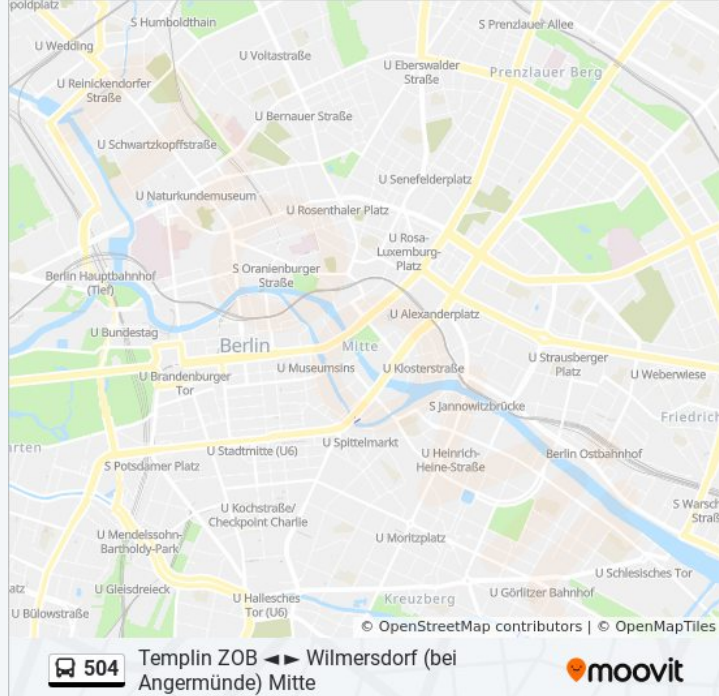 opoldplatz
S Humboldthain
S Prenzlauer Allee
U Wedding
U Voltastraße
U Eberswalder
Straße
Prenzlauer Berg
U Reinickendorfer
Straße
U Bernauer Straße
U Schwartzkopffstraße
U Senefelderplatz
U Naturkundemuseum
U Rosenthaler Platz
U Rosa-
Luxemburg-
Platz
S Oranienburger
Straße
Berlin Hauptbahnhof
(Tief)
U Alexanderplatz
U Bundestag
Berlin
Mitte
U Strausberger
Platz
U Museumsins
U Klosterstraße
U Weberwiese
U Brandenburger
Tor
S Jannowitzbrücke
Friedrich
arten
U Spittelmarkt
U Stadtmitte (U6)
U Heinrich-
Heine-Straße
Berlin Ostbahnhof
S Potsdamer Platz
S Warsch
Straß
U Kochstraße/
Checkpoint Charlie
U Mendelssohn-
Bartholdy-Park
U Moritzplatz
U Schlesisches Tor
atz
U Gleisdreieck
U Hallesches
Tor (U6)
Kreuzberg
U Görlitzer Bahnhof
U Bülowstraße
© OpenStreetMap contributors | © OpenMapTiles
504
Templin ZOB ◄► Wilmersdorf (bei
Angermünde) Mitte
moovit